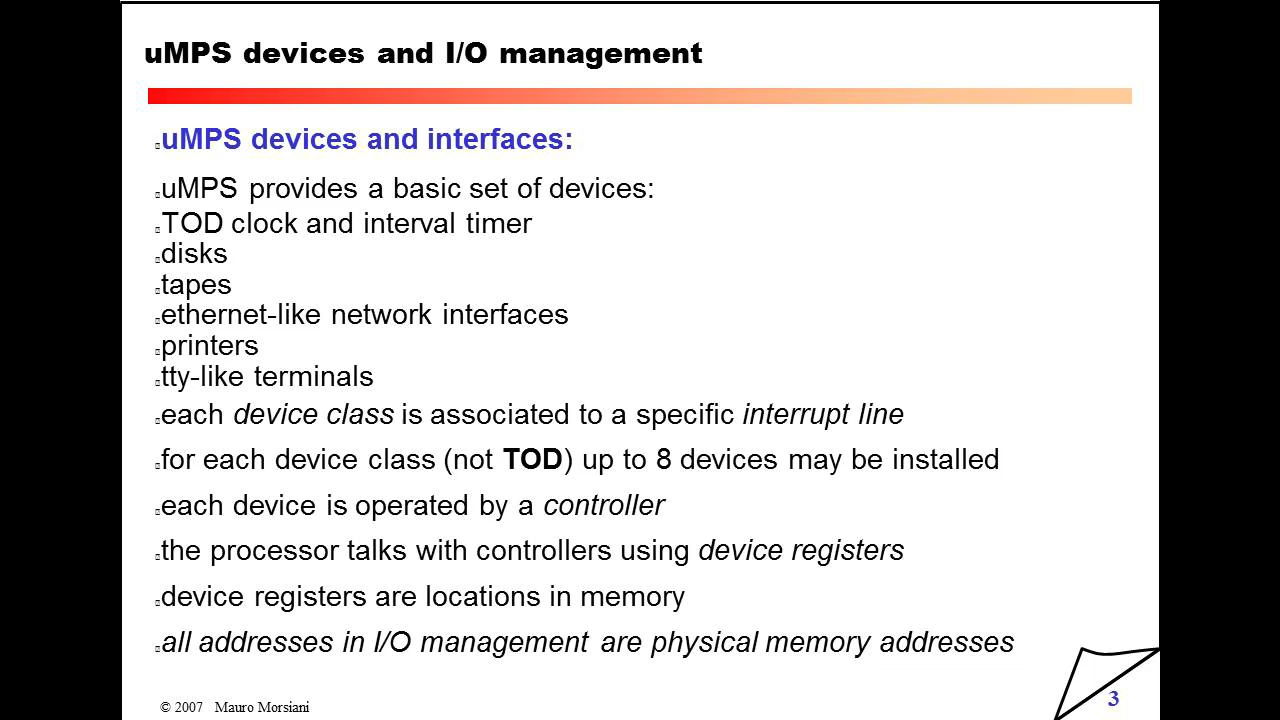 uMPS devices and I/O management
uMPS devices and interfaces:
uMPS provides a basic set of devices:
TOD clock and interval timer
disks
tapes
ethernet-like network interfaces
printers
tty-like terminals
each device class is associated to a specific interrupt line
for each device class (not TOD) up to 8 devices may be installed
each device is operated by a controller
the processor talks with controllers using device registers
device registers are locations in memory
all addresses in I/O management are physical memory addresses
© 2007 Mauro Morsiani
3